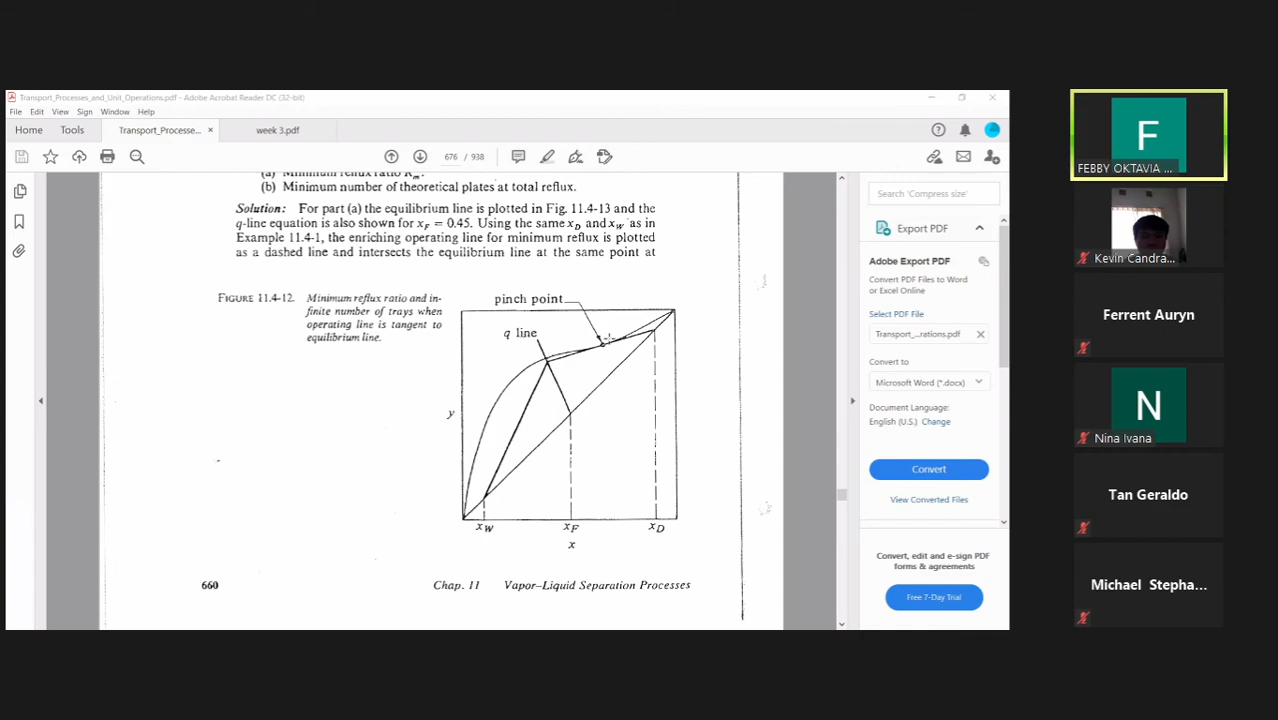 Transport_Processes_and_Unit_Operations.pdf - Adobe Acrobat Reader DC (32-bit)
File Edit View Sign Window Help
Home Tools Transport_Processe... × week 3.pdf
676 / 938
(a) Minimum reflux ratio Rm.
(b) Minimum number of theoretical plates at total reflux.
Solution: For part (a) the equilibrium line is plotted in Fig. 11.4-13 and the
q-line equation is also shown for xF = 0.45. Using the same xD and xW as in
Example 11.4-1, the enriching operating line for minimum reflux is plotted
as a dashed line and intersects the equilibrium line at the same point at
FIGURE 11.4-12. Minimum reflux ratio and in-
finite number of trays when
operating line is tangent to
equilibrium line.
pinch point
q line
y
xW xF xD
x
660 Chap. 11 Vapor–Liquid Separation Processes
Search 'Compress size'
Export PDF
Adobe Export PDF
Convert PDF Files to Word
or Excel Online
Select PDF File
Transport_...rations.pdf
Convert to
Microsoft Word (*.docx)
Document Language:
English (U.S.) Change
Convert
View Converted Files
Convert, edit and e-sign PDF
forms & agreements
Free 7-Day Trial
F
FEBBY OKTAVIA ...
Kevin Candra...
Ferrent Auryn
N
Nina Ivana
Tan Geraldo
Michael Stepha...